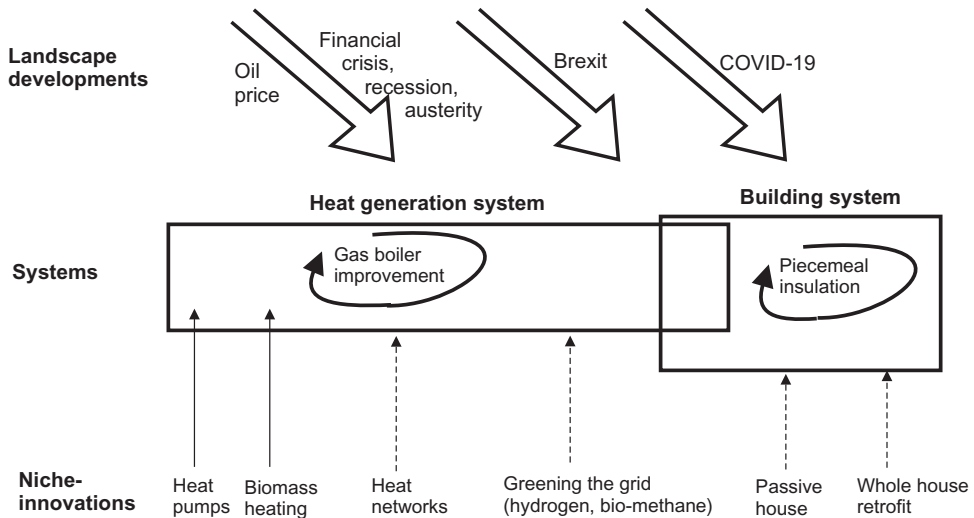 Landscape
developments
Oil
price
Financial
crisis,
recession,
austerity
Brexit
COVID-19
Heat generation system
Building system
Systems
Gas boiler
improvement
Piecemeal
insulation
Niche-
innovations
Heat
pumps
Biomass
heating
Heat
networks
Greening the grid
(hydrogen, bio-methane)
Passive
house
Whole house
retrofit